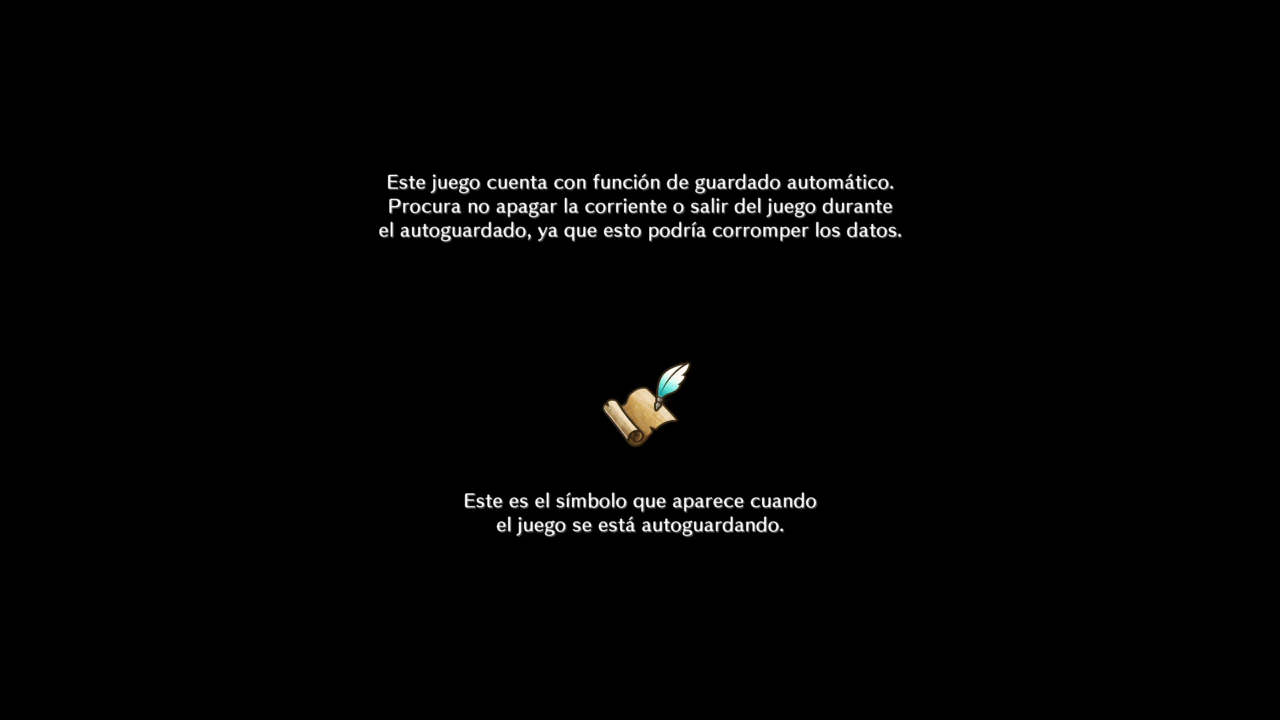 Este juego cuenta con función de guardado automático.
Procura no apagar la corriente o salir del juego durante
el autoguardado, ya que esto podría corromper los datos.
Este es el símbolo que aparece cuando
el juego se está autoguardando.